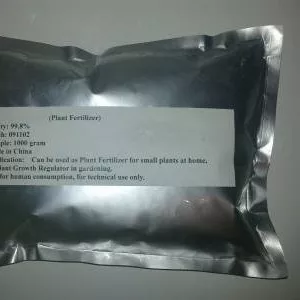 (Plant Fertilizer)
ty: 99.8%
h: 091102
ple: 1000 gram
e in China
ication: Can be used as Plant Fertilizer for small plants at home.
lant Growth Regulator in gardening.
for human consumption, for technical use only.